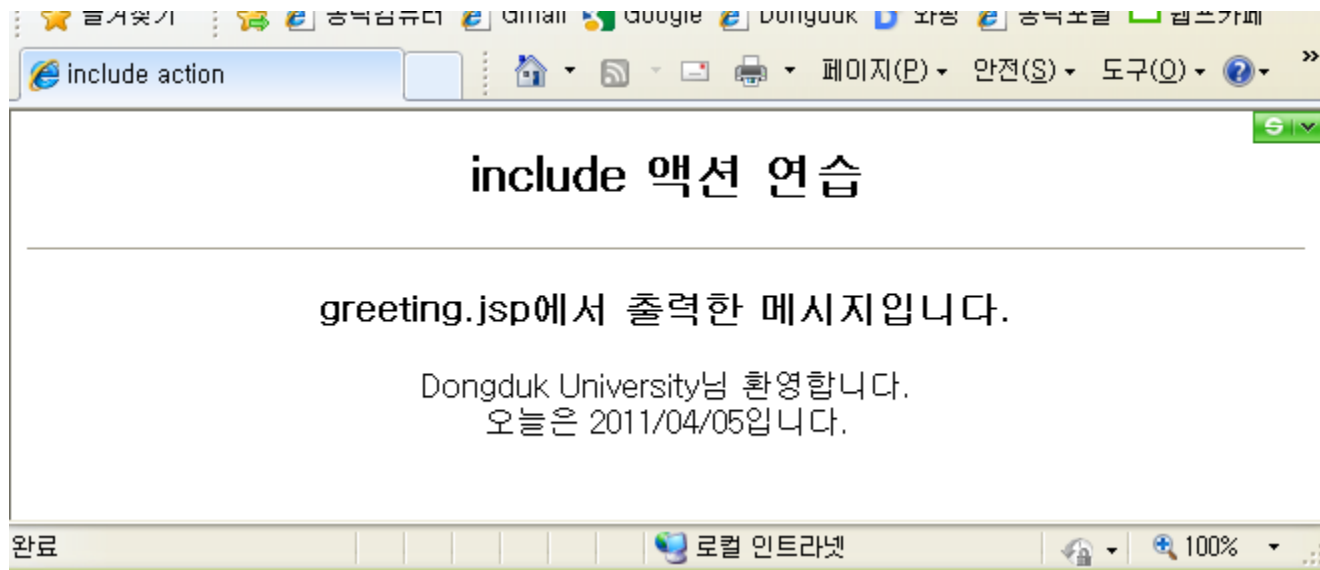 include action
페이지(P) 안전(S) 도구(O)
include 액션 연습
greeting.jsp에서 출력한 메시지입니다.
Dongduk University님 환영합니다.
오늘은 2011/04/05입니다.
완료 로컬 인트라넷 100%